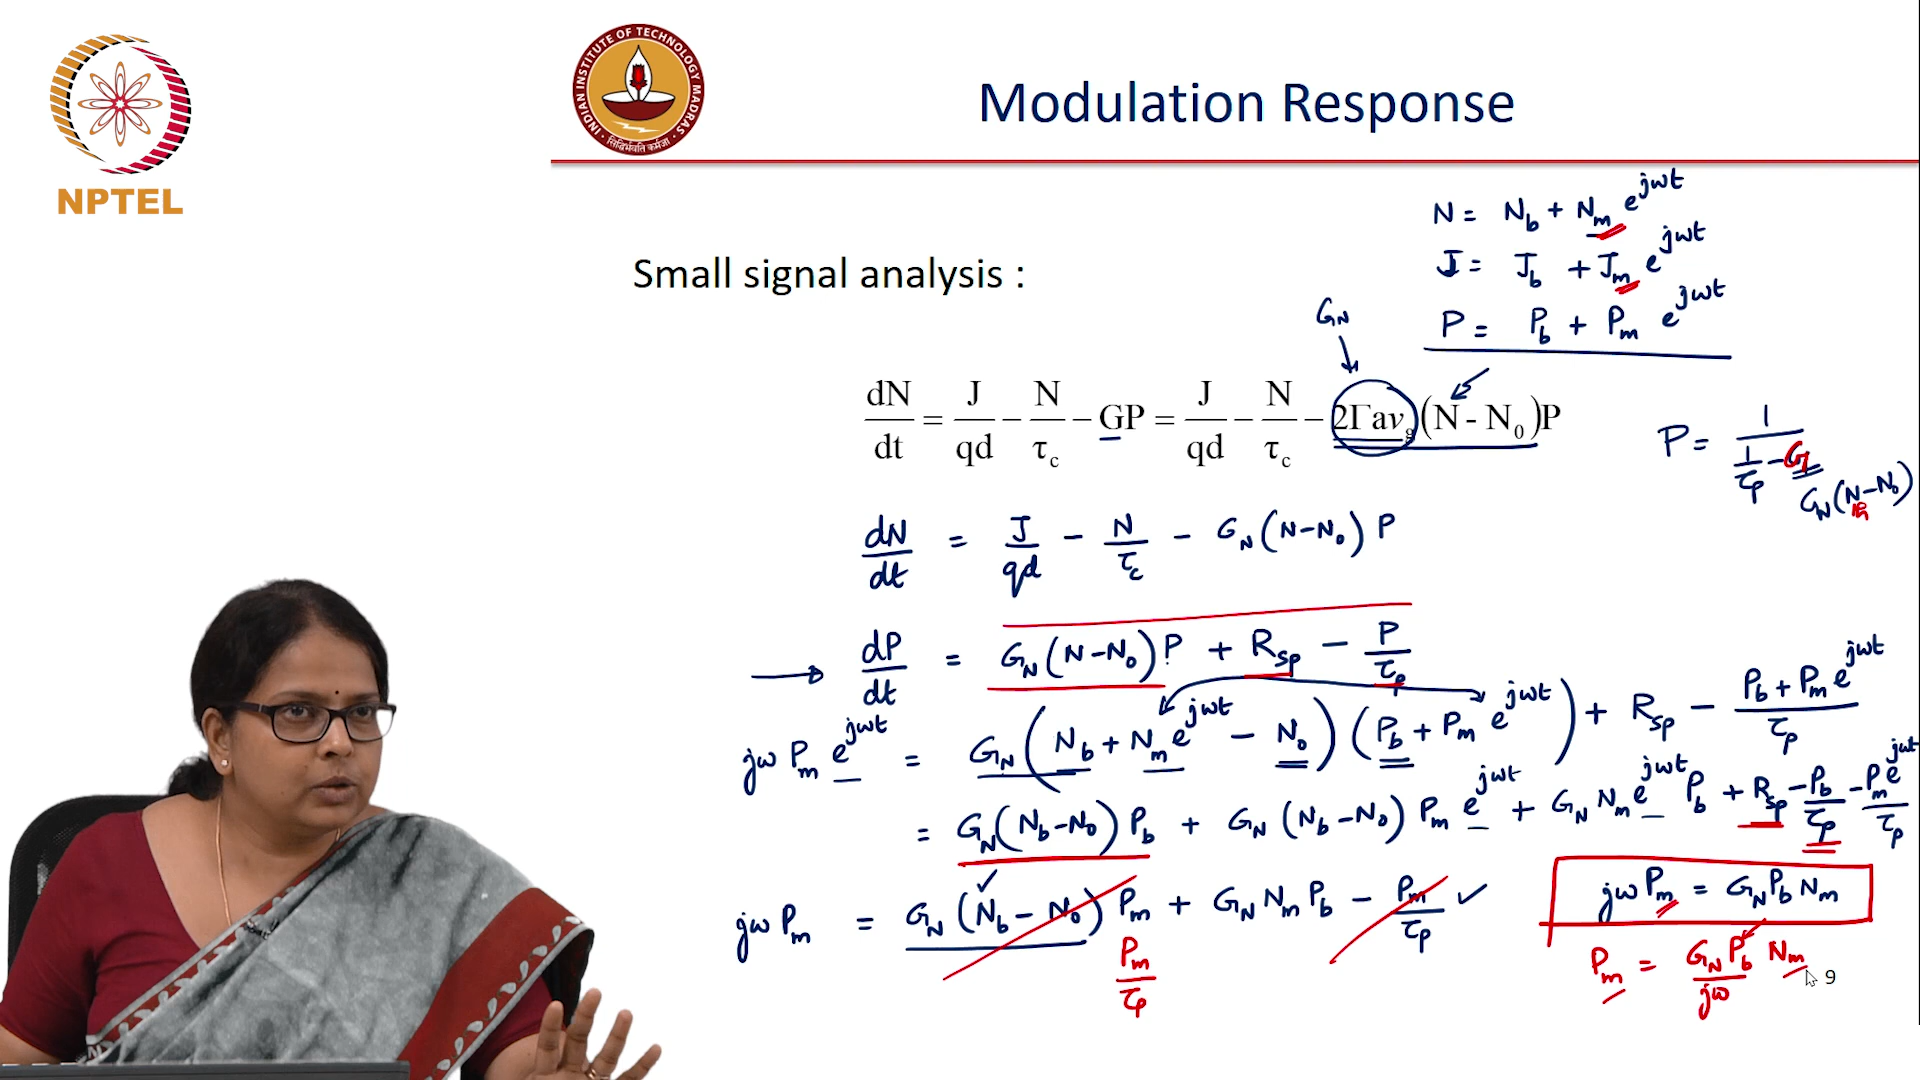 INDIAN INSTITUTE OF TECHNOLOGY MADRAS
सिद्धिर्भवति कर्मजा
NPTEL
Modulation Response
Small signal analysis :
N = N_b + N_m e^{jωt}
J = J_b + J_m e^{jωt}
P = P_b + P_m e^{jωt}
G_N
dN/dt = J/qd − N/τ_c − GP = J/qd − N/τ_c − 2Γav_g(N - N_0)P
P = 1/(1/τ_p − G)
G_N(N−N_0)
dN/dt = J/qd − N/τ_c − G_N(N−N_0) P
dP/dt = G_N(N−N_0)P + R_sp − P/τ_p
jω P_m e^{jωt} = G_N(N_b + N_m e^{jωt} − N_0)(P_b + P_m e^{jωt}) + R_sp − (P_b + P_m e^{jωt})/τ_p
= G_N(N_b−N_0) P_b + G_N(N_b−N_0) P_m e^{jωt} + G_N N_m e^{jωt} P_b + R_sp − P_b/τ_p − P_m e^{jωt}/τ_p
jω P_m = G_N(N_b − N_0) P_m + G_N N_m P_b − P_m/τ_p
P_m/τ_p
jω P_m = G_N P_b N_m
P_m = G_N P_b/jω N_m
9